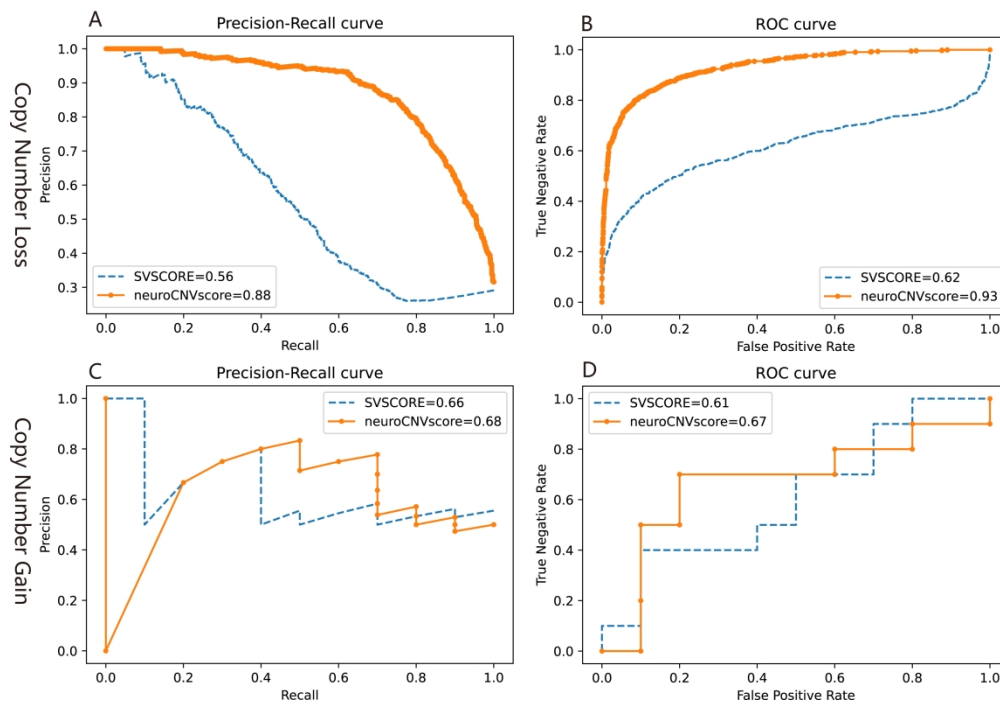 A
Precision-Recall curve
Copy Number Loss
Precision
1.0
0.9
0.8
0.7
0.6
0.5
0.4
0.3
SVSCORE=0.56
neuroCNVscore=0.88
0.0 0.2 0.4 0.6 0.8 1.0
Recall
B
ROC curve
True Negative Rate
1.0
0.8
0.6
0.4
0.2
0.0
SVSCORE=0.62
neuroCNVscore=0.93
0.0 0.2 0.4 0.6 0.8 1.0
False Positive Rate
C
Precision-Recall curve
Copy Number Gain
Precision
1.0
0.8
0.6
0.4
0.2
0.0
SVSCORE=0.66
neuroCNVscore=0.68
0.0 0.2 0.4 0.6 0.8 1.0
Recall
D
ROC curve
True Negative Rate
1.0
0.8
0.6
0.4
0.2
0.0
SVSCORE=0.61
neuroCNVscore=0.67
0.0 0.2 0.4 0.6 0.8 1.0
False Positive Rate